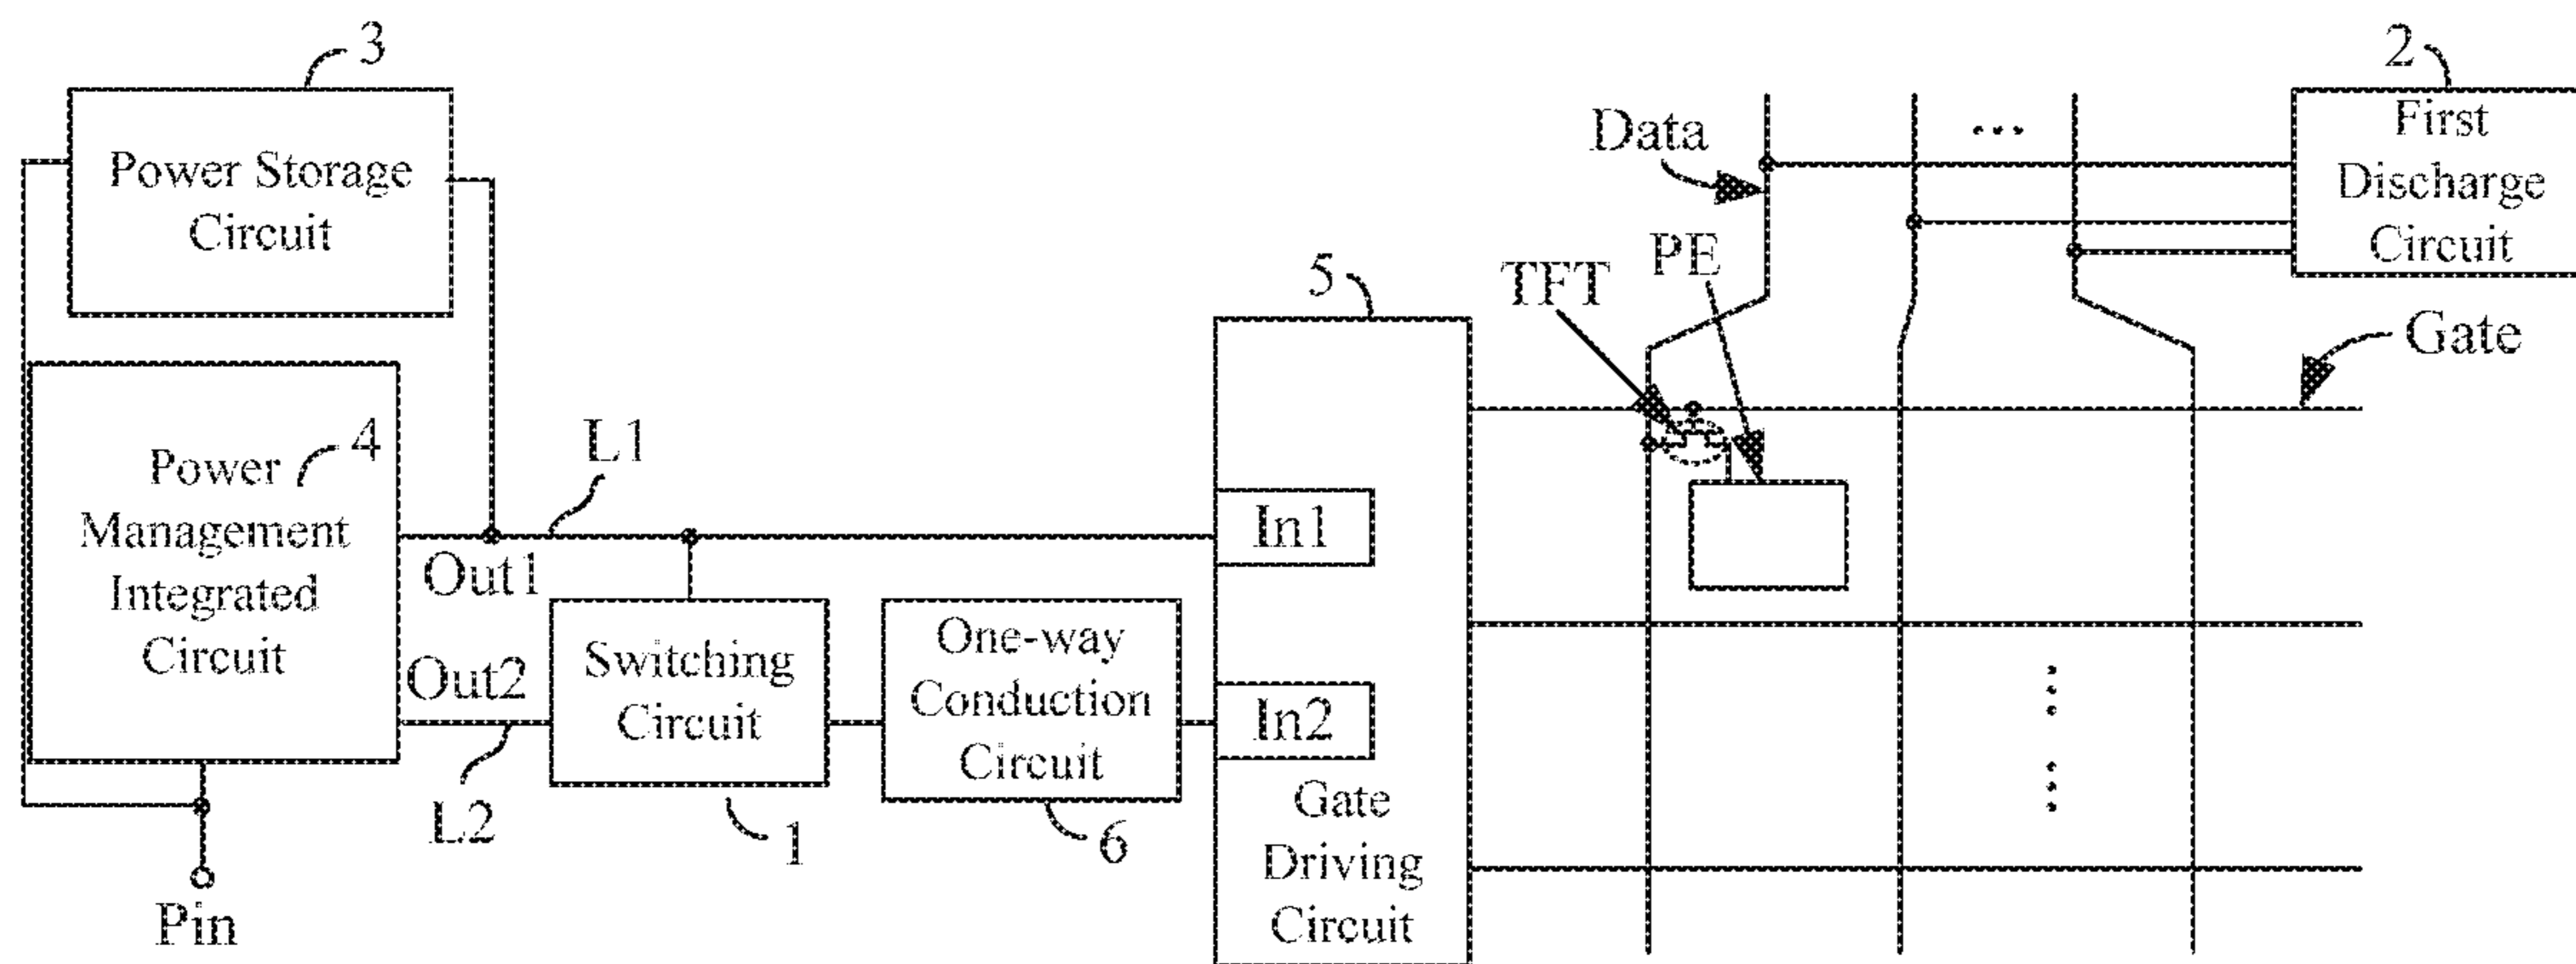 3
Power Storage
Circuit
4
Power
Management
Integrated
Circuit
Pin
Out1
L1
Out2
L2
Switching
Circuit
1
One-way
Conduction
Circuit
6
5
In1
In2
Gate
Driving
Circuit
Data
TFT
PE
...
2
First
Discharge
Circuit
Gate